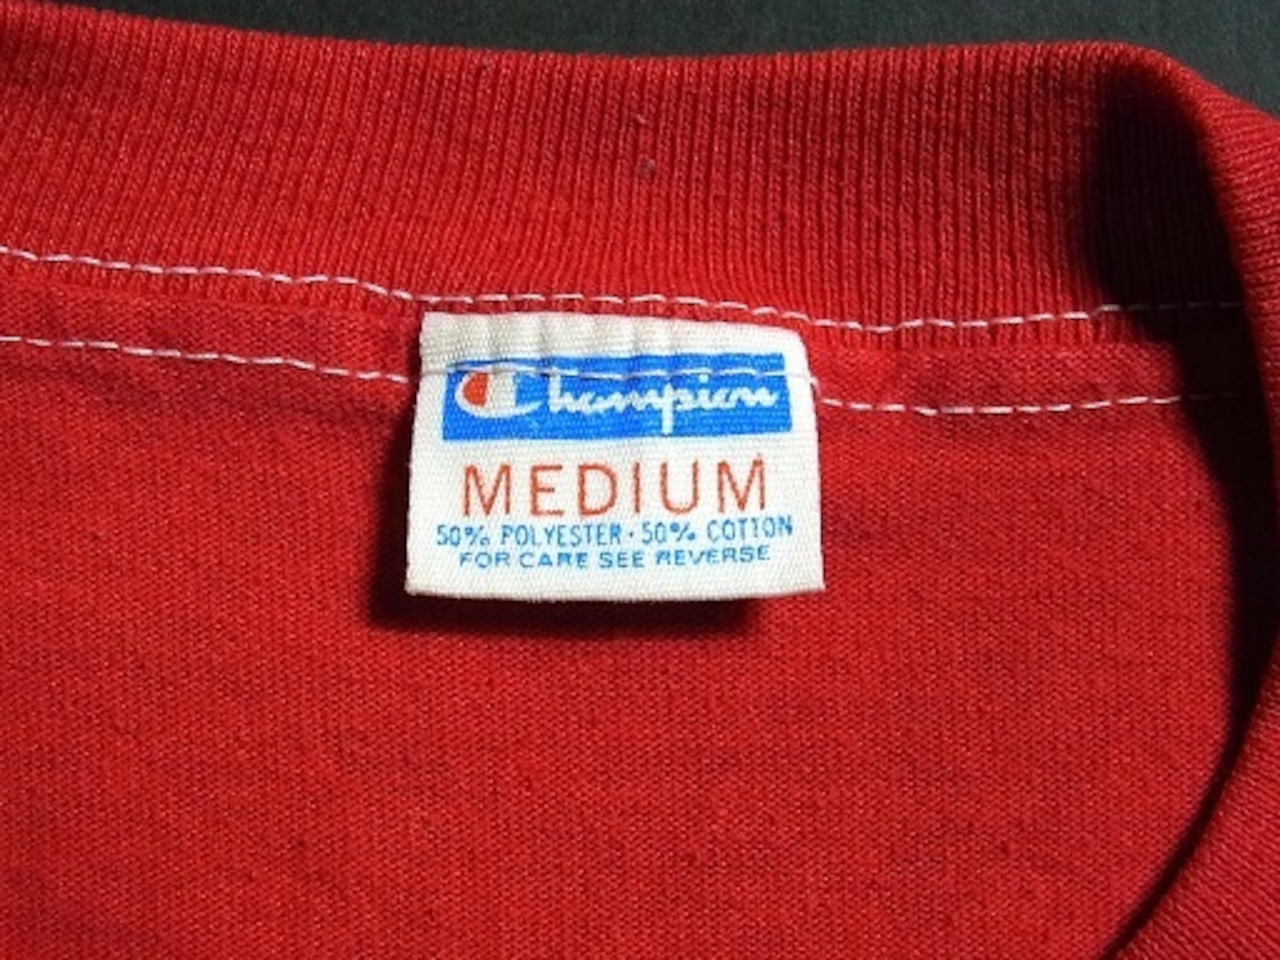 Champion
MEDIUM
50% POLYESTER · 50% COTTON
FOR CARE SEE REVERSE